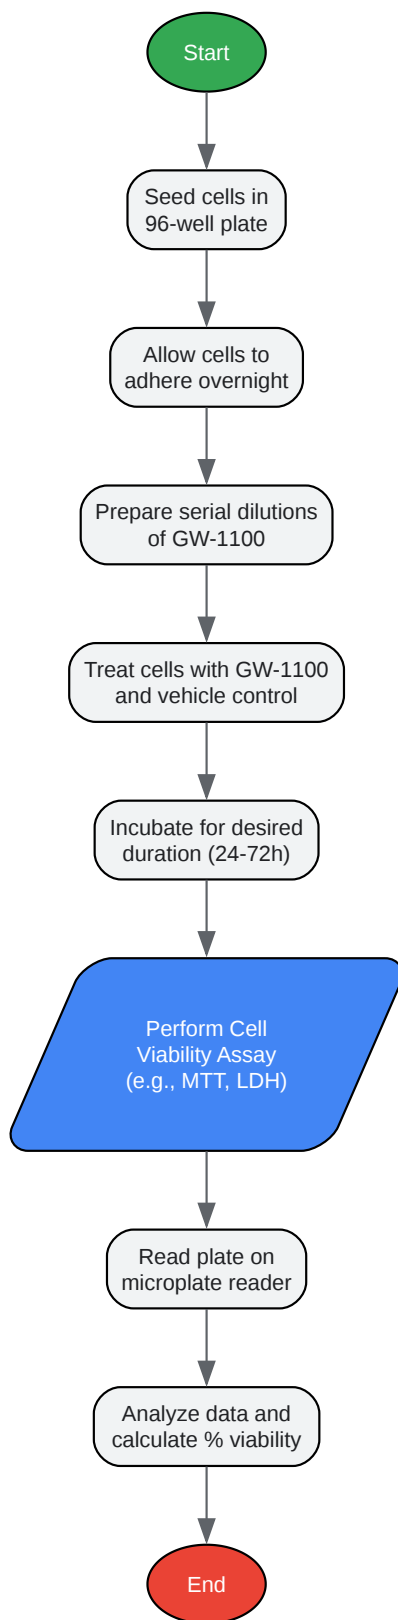 Start
Seed cells in
96-well plate
Allow cells to
adhere overnight
Prepare serial dilutions
of GW-1100
Treat cells with GW-1100
and vehicle control
Incubate for desired
duration (24-72h)
Perform Cell
Viability Assay
(e.g., MTT, LDH)
Read plate on
microplate reader
Analyze data and
calculate % viability
End